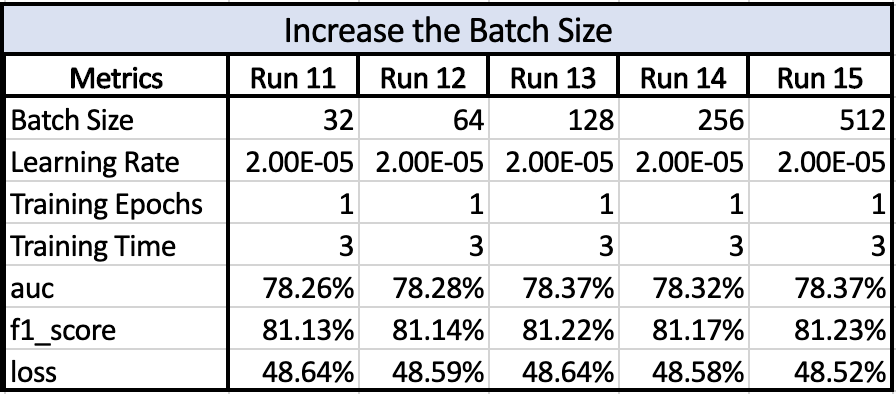 Increase the Batch Size
Metrics Run 11 Run 12 Run 13 Run 14 Run 15
Batch Size 32 64 128 256 512
Learning Rate 2.00E-05 2.00E-05 2.00E-05 2.00E-05 2.00E-05
Training Epochs 1 1 1 1 1
Training Time 3 3 3 3 3
auc 78.26% 78.28% 78.37% 78.32% 78.37%
f1_score 81.13% 81.14% 81.22% 81.17% 81.23%
loss 48.64% 48.59% 48.64% 48.58% 48.52%